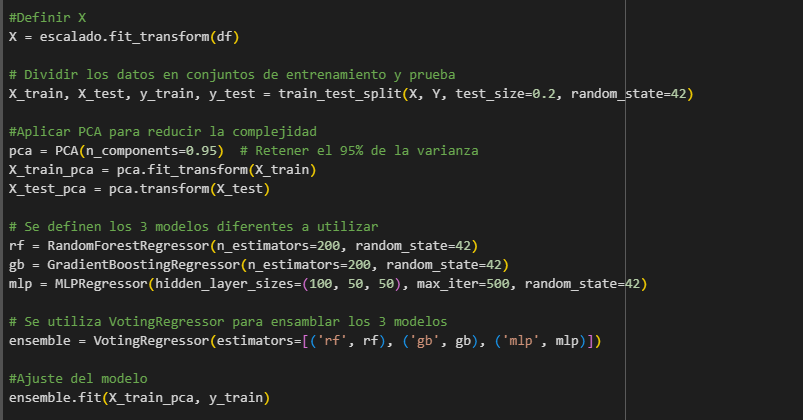 #Definir X
X = escalado.fit_transform(df)
# Dividir los datos en conjuntos de entrenamiento y prueba
X_train, X_test, y_train, y_test = train_test_split(X, Y, test_size=0.2, random_state=42)
#Aplicar PCA para reducir la complejidad
pca = PCA(n_components=0.95)  # Retener el 95% de la varianza
X_train_pca = pca.fit_transform(X_train)
X_test_pca = pca.transform(X_test)
# Se definen los 3 modelos diferentes a utilizar
rf = RandomForestRegressor(n_estimators=200, random_state=42)
gb = GradientBoostingRegressor(n_estimators=200, random_state=42)
mlp = MLPRegressor(hidden_layer_sizes=(100, 50, 50), max_iter=500, random_state=42)
# Se utiliza VotingRegressor para ensamblar los 3 modelos
ensemble = VotingRegressor(estimators=[('rf', rf), ('gb', gb), ('mlp', mlp)])
#Ajuste del modelo
ensemble.fit(X_train_pca, y_train)